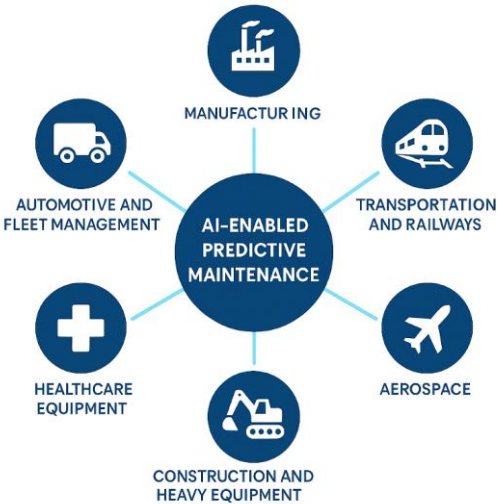 MANUFACTUR ING
AUTOMOTIVE AND
FLEET MANAGEMENT
TRANSPORTATION
AND RAILWAYS
AI-ENABLED
PREDICTIVE
MAINTENANCE
HEALTHCARE
EQUIPMENT
AEROSPACE
CONSTRUCTION AND
HEAVY EQUIPMENT